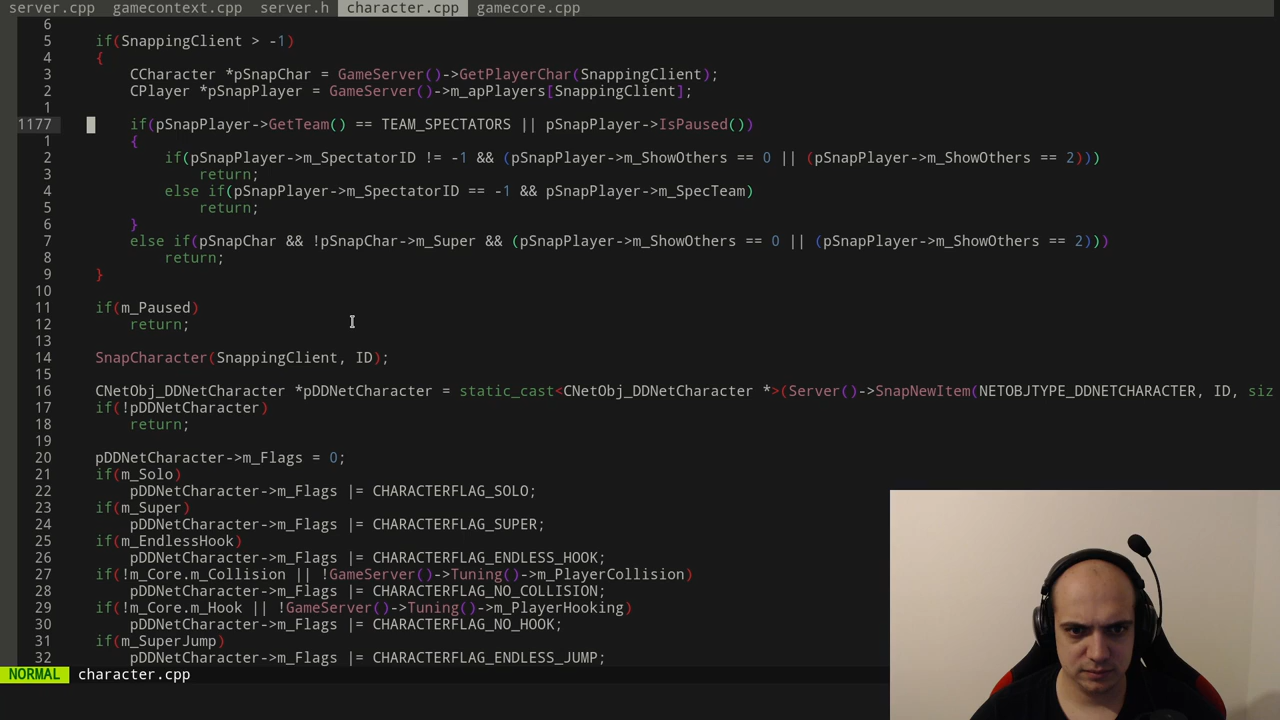 server.cpp gamecontext.cpp server.h character.cpp gamecore.cpp
6
5 if(SnappingClient > -1)
4 {
3 CCharacter *pSnapChar = GameServer()->GetPlayerChar(SnappingClient);
2 CPlayer *pSnapPlayer = GameServer()->m_apPlayers[SnappingClient];
1
1177 if(pSnapPlayer->GetTeam() == TEAM_SPECTATORS || pSnapPlayer->IsPaused())
1 {
2 if(pSnapPlayer->m_SpectatorID != -1 && (pSnapPlayer->m_ShowOthers == 0 || (pSnapPlayer->m_ShowOthers == 2)))
3 return;
4 else if(pSnapPlayer->m_SpectatorID == -1 && pSnapPlayer->m_SpecTeam)
5 return;
6 }
7 else if(pSnapChar && !pSnapChar->m_Super && (pSnapPlayer->m_ShowOthers == 0 || (pSnapPlayer->m_ShowOthers == 2)))
8 return;
9 }
10
11 if(m_Paused)
12 return;
13
14 SnapCharacter(SnappingClient, ID);
15
16 CNetObj_DDNetCharacter *pDDNetCharacter = static_cast<CNetObj_DDNetCharacter *>(Server()->SnapNewItem(NETOBJTYPE_DDNETCHARACTER, ID, siz
17 if(!pDDNetCharacter)
18 return;
19
20 pDDNetCharacter->m_Flags = 0;
21 if(m_Solo)
22 pDDNetCharacter->m_Flags |= CHARACTERFLAG_SOLO;
23 if(m_Super)
24 pDDNetCharacter->m_Flags |= CHARACTERFLAG_SUPER;
25 if(m_EndlessHook)
26 pDDNetCharacter->m_Flags |= CHARACTERFLAG_ENDLESS_HOOK;
27 if(!m_Core.m_Collision || !GameServer()->Tuning()->m_PlayerCollision)
28 pDDNetCharacter->m_Flags |= CHARACTERFLAG_NO_COLLISION;
29 if(!m_Core.m_Hook || !GameServer()->Tuning()->m_PlayerHooking)
30 pDDNetCharacter->m_Flags |= CHARACTERFLAG_NO_HOOK;
31 if(m_SuperJump)
32 pDDNetCharacter->m_Flags |= CHARACTERFLAG_ENDLESS_JUMP;
NORMAL character.cpp